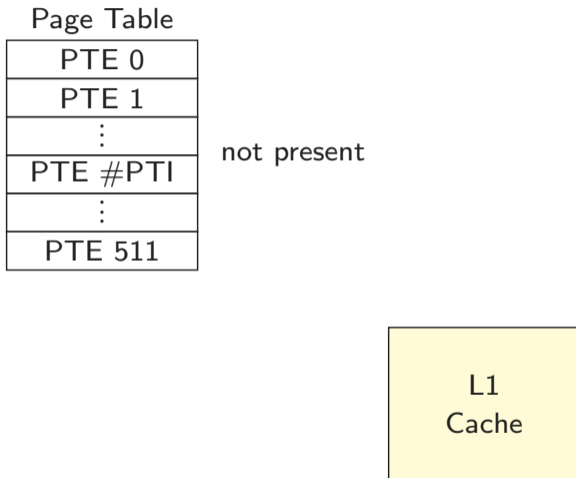 Page Table
PTE 0
PTE 1
⋮
not present
PTE #PTI
⋮
PTE 511
L1
Cache